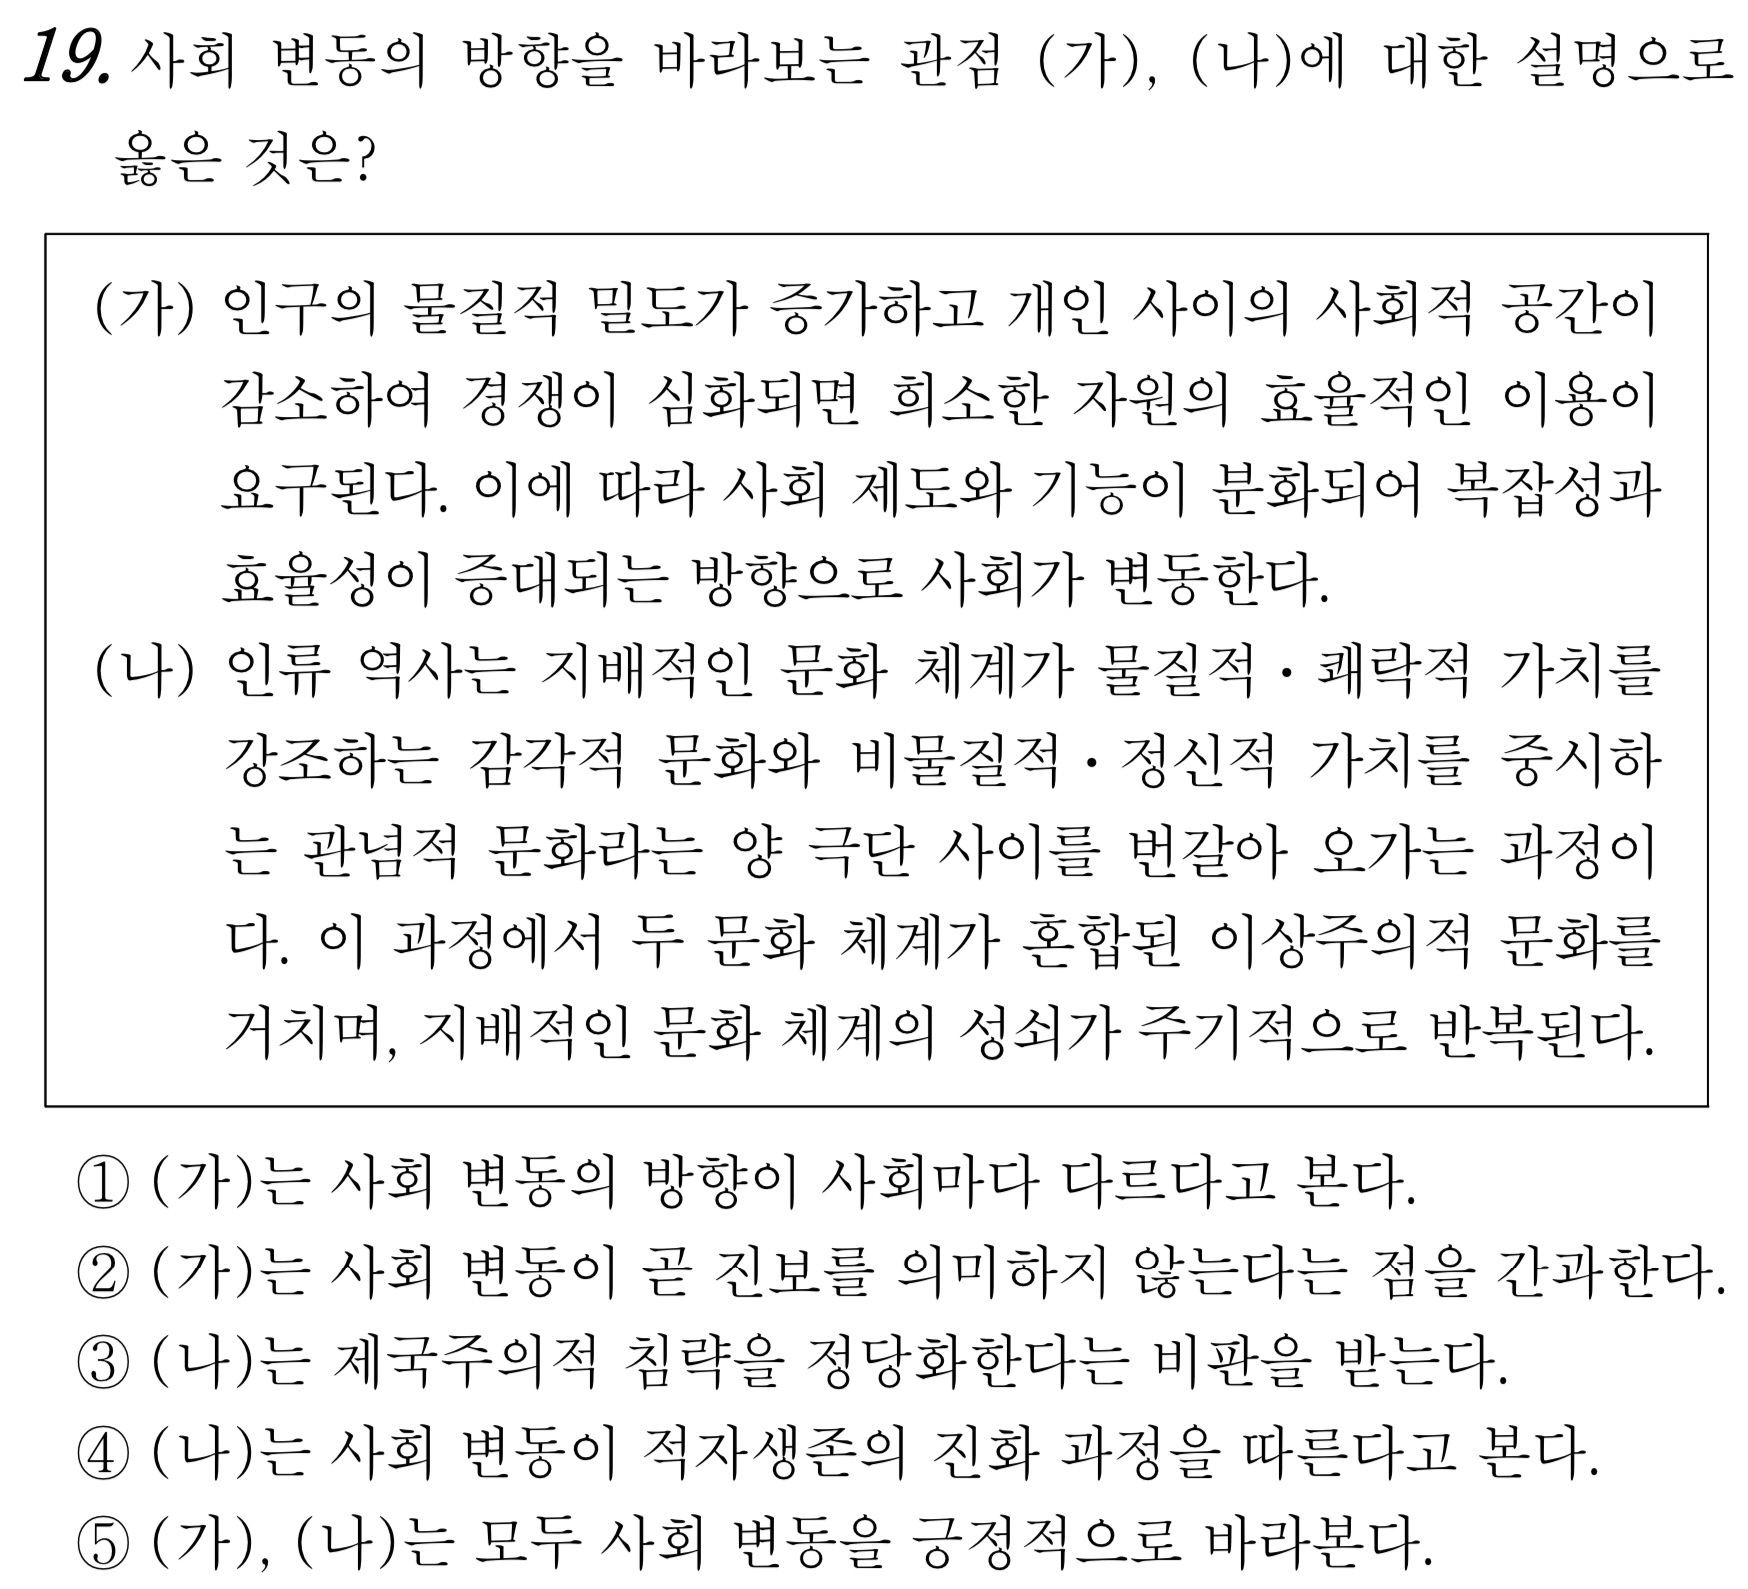 19. 사회 변동의 방향을 바라보는 관점 (가), (나)에 대한 설명으로
옳은 것은?
(가) 인구의 물질적 밀도가 증가하고 개인 사이의 사회적 공간이
감소하여 경쟁이 심화되면 희소한 자원의 효율적인 이용이
요구된다. 이에 따라 사회 제도와 기능이 분화되어 복잡성과
효율성이 증대되는 방향으로 사회가 변동한다.
(나) 인류 역사는 지배적인 문화 체계가 물질적·쾌락적 가치를
강조하는 감각적 문화와 비물질적·정신적 가치를 중시하
는 관념적 문화라는 양 극단 사이를 번갈아 오가는 과정이
다. 이 과정에서 두 문화 체계가 혼합된 이상주의적 문화를
거치며, 지배적인 문화 체계의 성쇠가 주기적으로 반복된다.
① (가)는 사회 변동의 방향이 사회마다 다르다고 본다.
② (가)는 사회 변동이 곧 진보를 의미하지 않는다는 점을 간과한다.
③ (나)는 제국주의적 침략을 정당화한다는 비판을 받는다.
④ (나)는 사회 변동이 적자생존의 진화 과정을 따른다고 본다.
⑤ (가), (나)는 모두 사회 변동을 긍정적으로 바라본다.